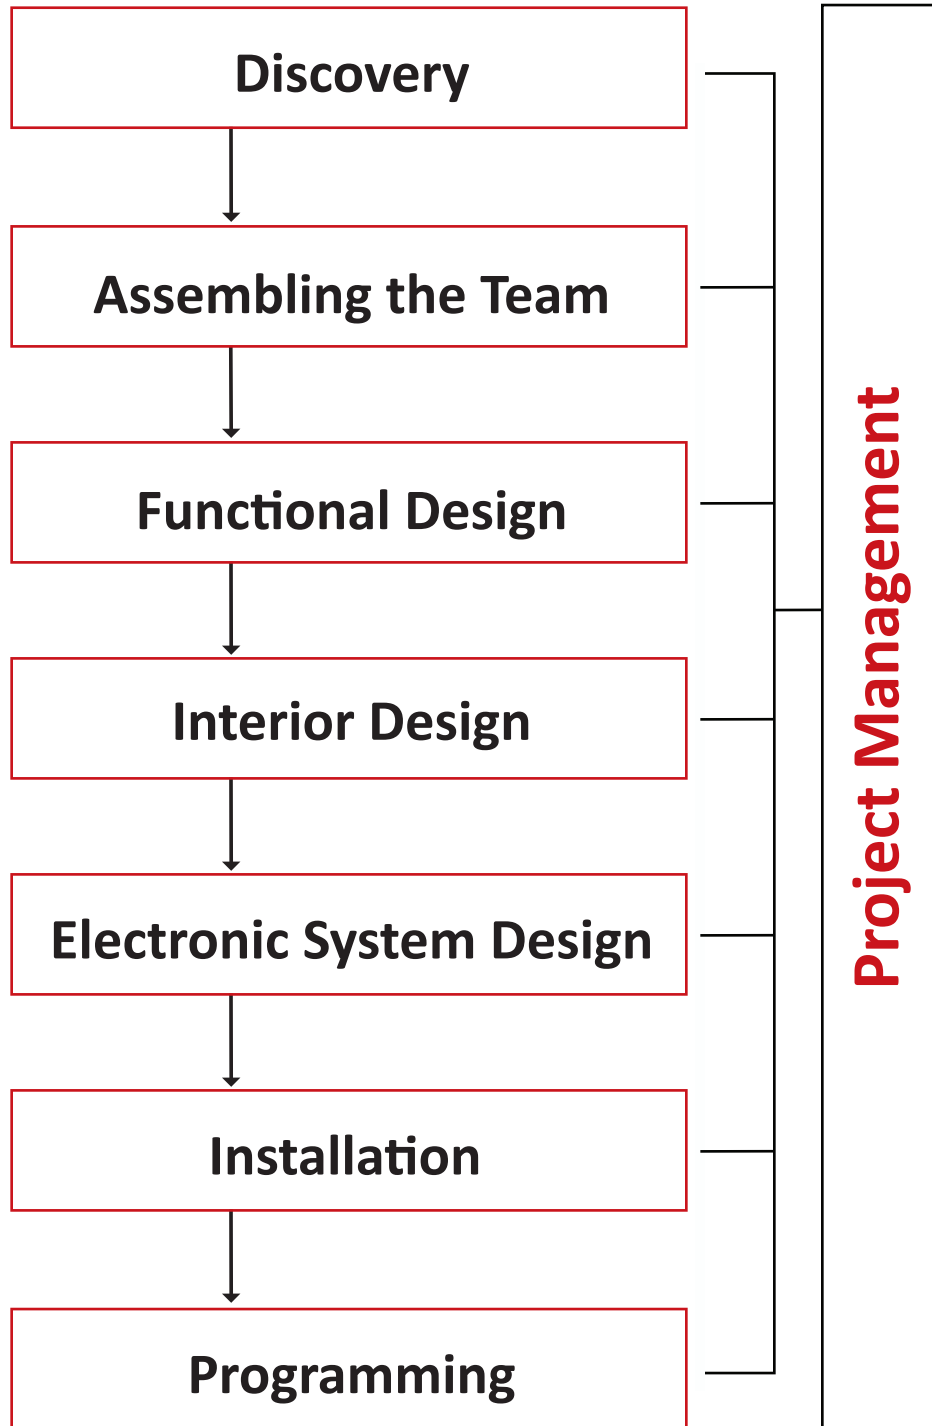 Discovery
Assembling the Team
Functional Design
Interior Design
Electronic System Design
Installation
Programming
Project Management